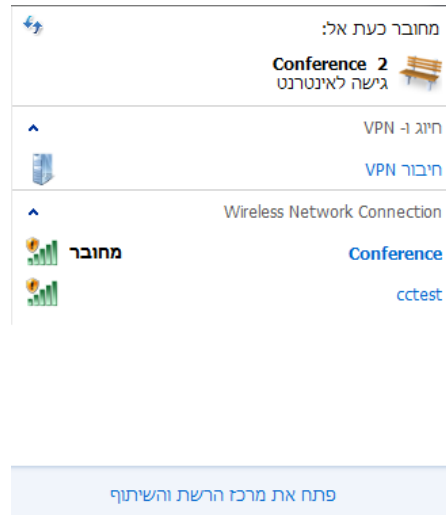 מחובר כעת אל:
Conference 2
גישה לאינטרנט
חיוג ו- VPN
חיבור VPN
Wireless Network Connection
Conference מחובר
cctest
פתח את מרכז הרשת והשיתוף